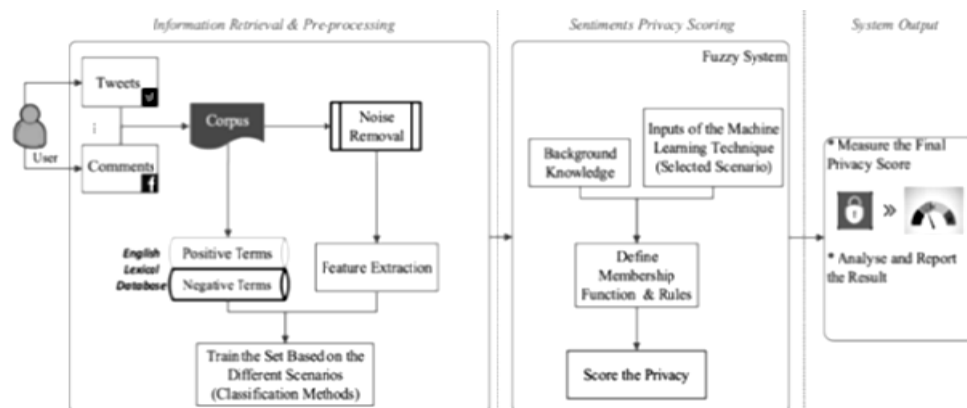 Information Retrieval & Pre-processing
Sentiments Privacy Scoring
System Output
Tweets
User
Comments
Corpus
Noise
Removal
English
Lexical
Database
Positive Terms
Negative Terms
Feature Extraction
Train the Set Based on the
Different Scenarios
(Classification Methods)
Fuzzy System
Background
Knowledge
Inputs of the Machine
Learning Technique
(Selected Scenario)
Define
Membership
Function & Rules
Score the Privacy
* Measure the Final
Privacy Score
»
* Analyse and Report
the Result